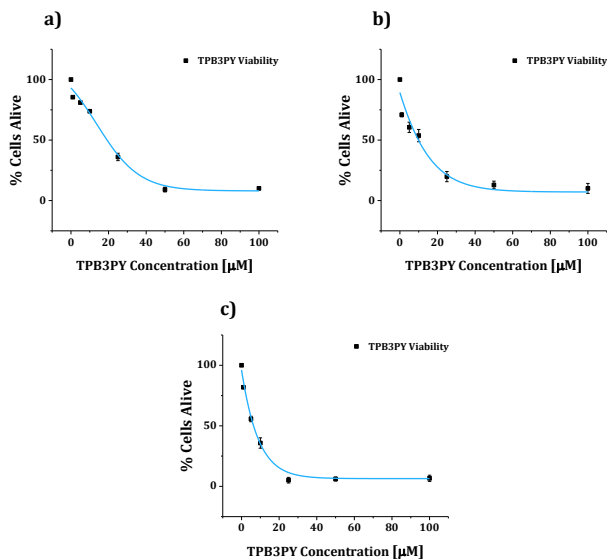 a)
TPB3PY Viability
100
50
0
% Cells Alive
0 20 40 60 80 100
TPB3PY Concentration [μM]
b)
TPB3PY Viability
100
50
0
% Cells Alive
0 20 40 60 80 100
TPB3PY Concentration [μM]
c)
TPB3PY Viability
100
50
0
% Cells Alive
0 20 40 60 80 100
TPB3PY Concentration [μM]